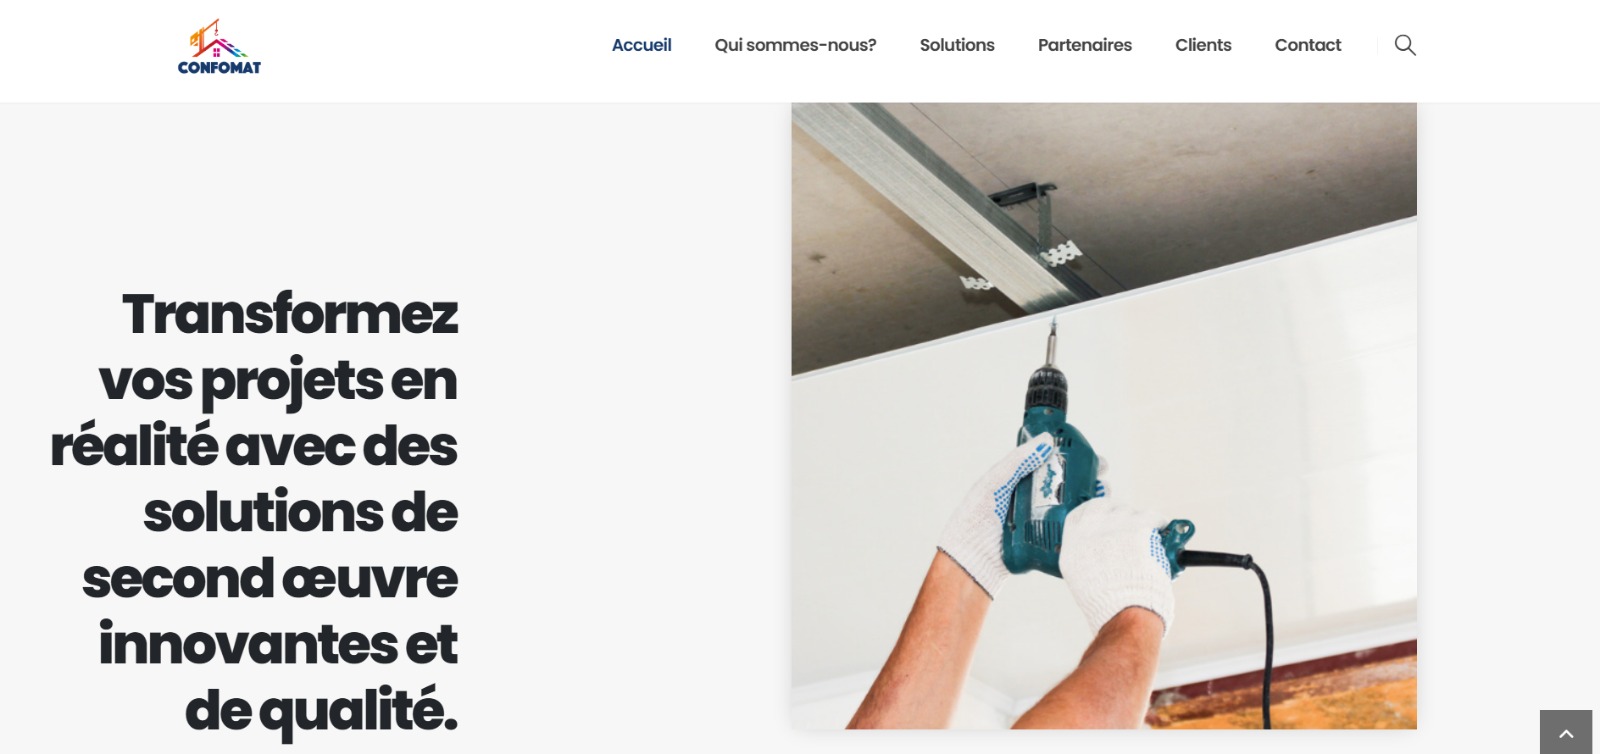 CONFOMAT
Accueil
Qui sommes-nous?
Solutions
Partenaires
Clients
Contact
Transformez
vos projets en
réalité avec des
solutions de
second œuvre
innovantes et
de qualité.